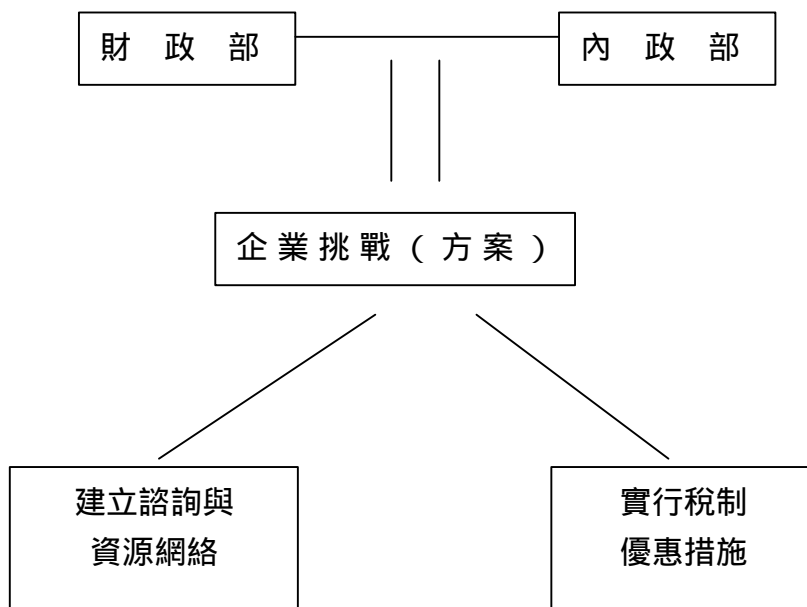 財政部
內政部
企業挑戰（方案）
建立諮詢與
資源網絡
實行稅制
優惠措施